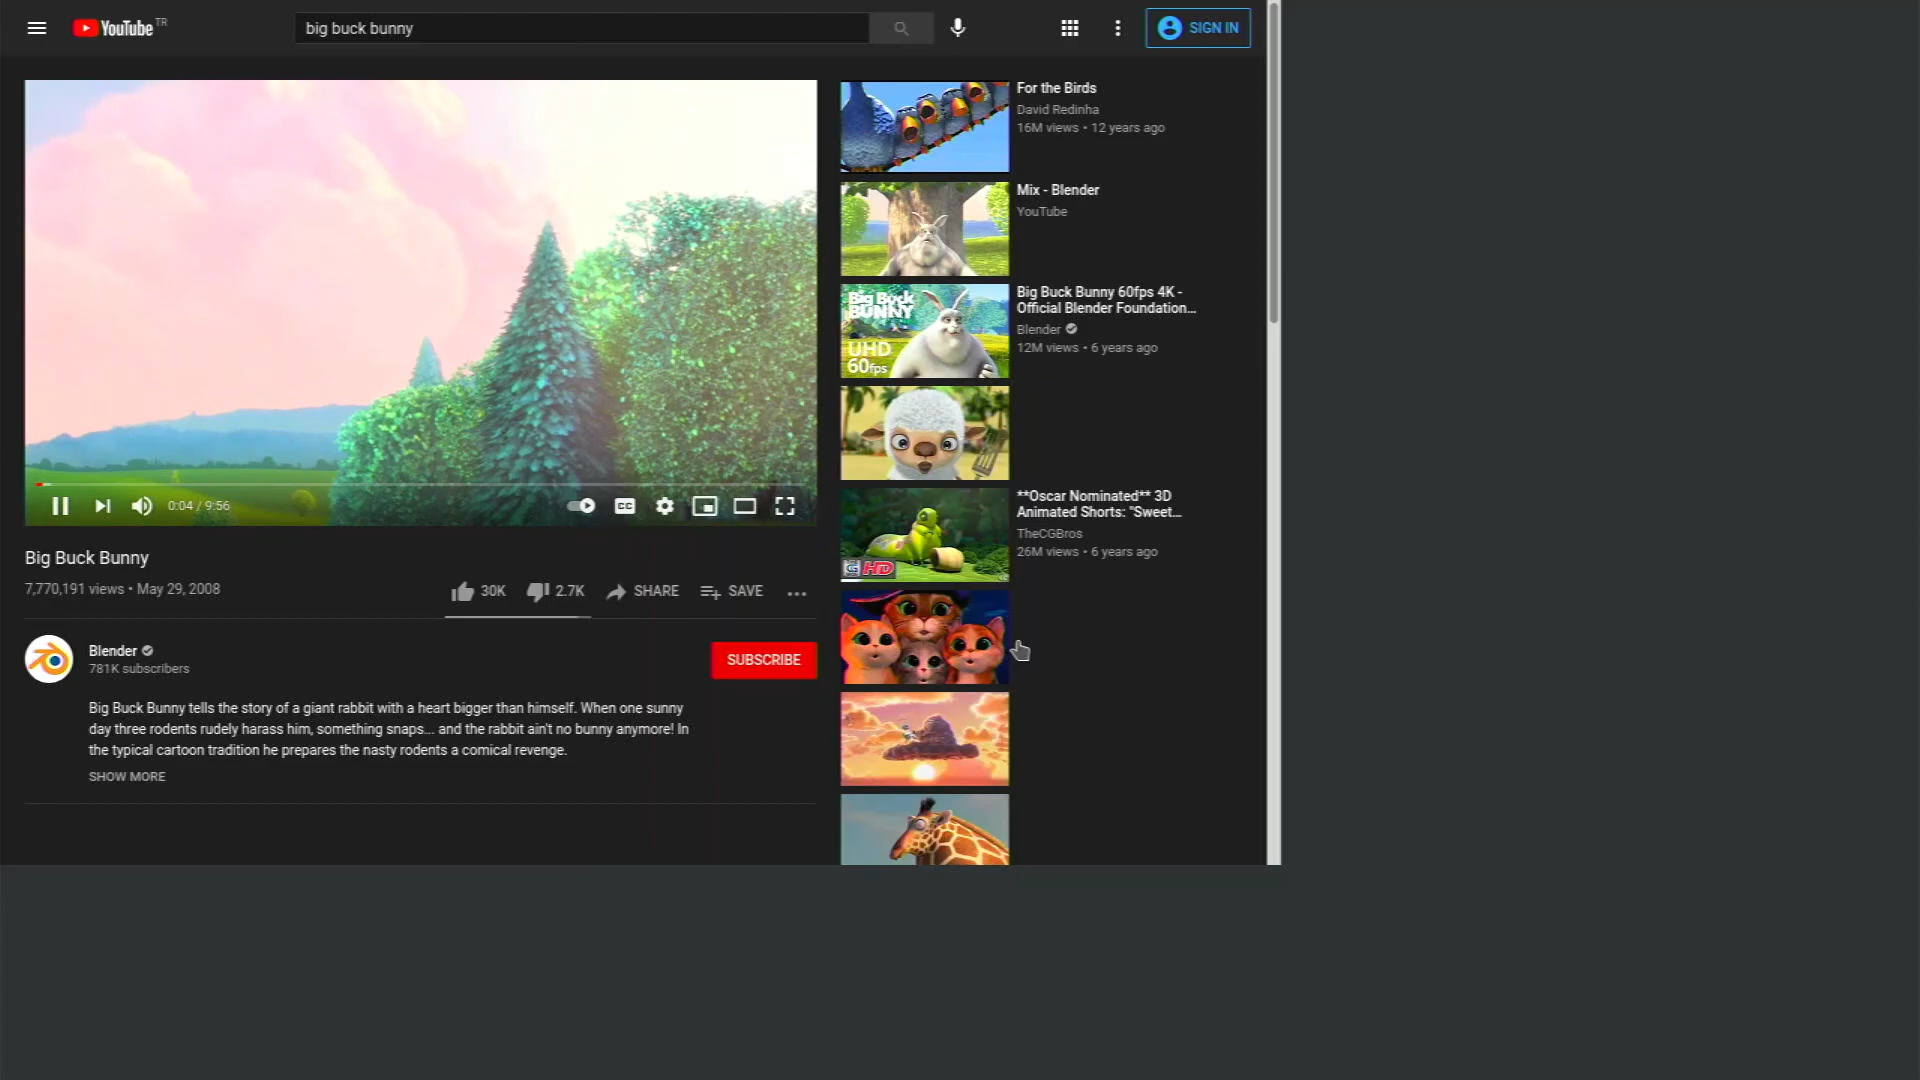 YouTube TR
big buck bunny
SIGN IN
0:04 / 9:56
CC
Big Buck Bunny
7,770,191 views • May 29, 2008
30K
2.7K
SHARE
SAVE
Blender
781K subscribers
SUBSCRIBE
Big Buck Bunny tells the story of a giant rabbit with a heart bigger than himself. When one sunny
day three rodents rudely harass him, something snaps... and the rabbit ain't no bunny anymore! In
the typical cartoon tradition he prepares the nasty rodents a comical revenge.
SHOW MORE
For the Birds
David Redinha
16M views • 12 years ago
Mix - Blender
YouTube
Big Buck
BUNNY
UHD
60fps
Big Buck Bunny 60fps 4K -
Official Blender Foundation...
Blender
12M views • 6 years ago
HD
**Oscar Nominated** 3D
Animated Shorts: "Sweet...
TheCGBros
26M views • 6 years ago